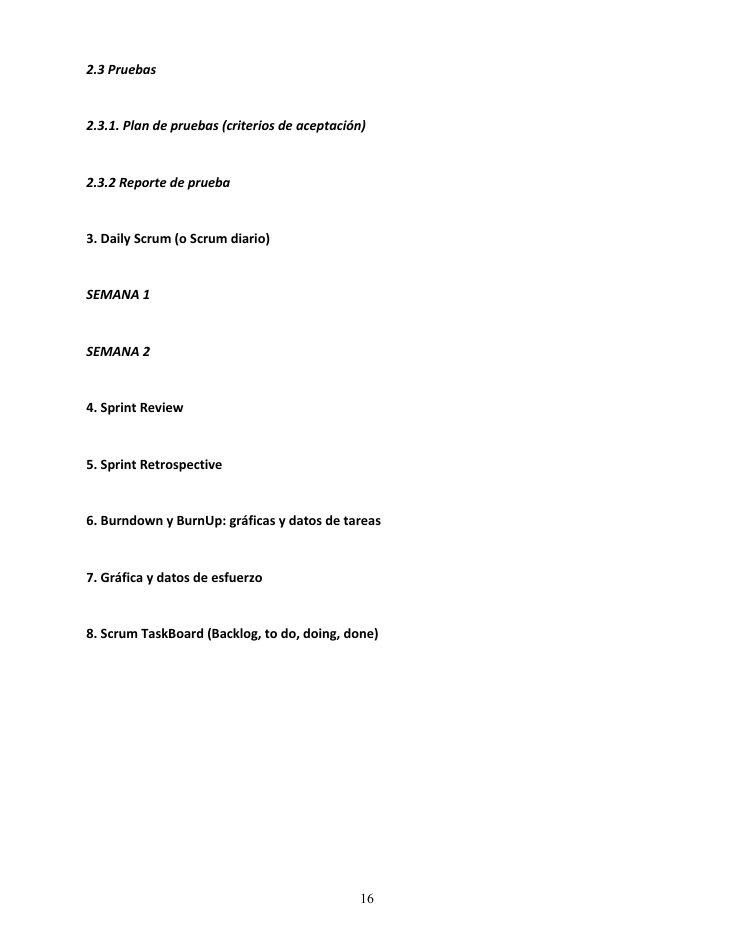 2.3 Pruebas
2.3.1. Plan de pruebas (criterios de aceptación)
2.3.2 Reporte de prueba
3. Daily Scrum (o Scrum diario)
SEMANA 1
SEMANA 2
4. Sprint Review
5. Sprint Retrospective
6. Burndown y BurnUp: gráficas y datos de tareas
7. Gráfica y datos de esfuerzo
8. Scrum TaskBoard (Backlog, to do, doing, done)
16